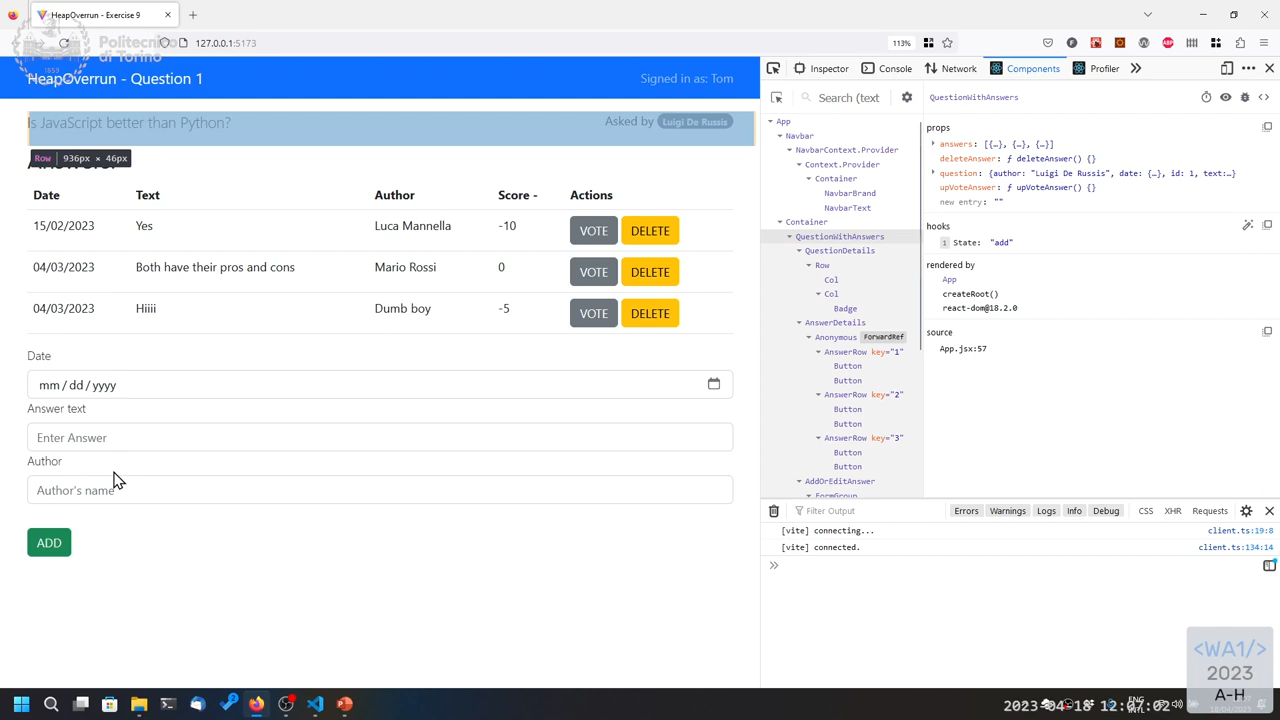 HeapOverrun - Exercise 9
Politecnico
di Torino
127.0.0.1:5173
113%
HeapOverrun - Question 1
Signed in as: Tom
Inspector
Console
Network
Components
Profiler
Search (text
QuestionWithAnswers
Is JavaScript better than Python?
Asked by Luigi De Russis
Row 936px × 46px
Date Text Author Score - Actions
15/02/2023 Yes Luca Mannella -10 VOTE DELETE
04/03/2023 Both have their pros and cons Mario Rossi 0 VOTE DELETE
04/03/2023 Hiiii Dumb boy -5 VOTE DELETE
Date
mm / dd / yyyy
Answer text
Enter Answer
Author
Author's name
ADD
App
Navbar
NavbarContext.Provider
Context.Provider
Container
NavbarBrand
NavbarText
Container
QuestionWithAnswers
QuestionDetails
Row
Col
Col
Badge
AnswerDetails
Anonymous ForwardRef
AnswerRow key="1"
Button
Button
AnswerRow key="2"
Button
Button
AnswerRow key="3"
Button
Button
AddOrEditAnswer
FormGroup
props
answers: [{…}, {…}, {…}]
deleteAnswer: ƒ deleteAnswer() {}
question: {author: "Luigi De Russis", date: {…}, id: 1, text:…}
upVoteAnswer: ƒ upVoteAnswer() {}
new entry: ""
hooks
1 State: "add"
rendered by
App
createRoot()
react-dom@18.2.0
source
App.jsx:57
Filter Output
Errors Warnings Logs Info Debug CSS XHR Requests
[vite] connecting... client.ts:19:8
[vite] connected. client.ts:134:14
<WA1/>
2023
A-H
ENG